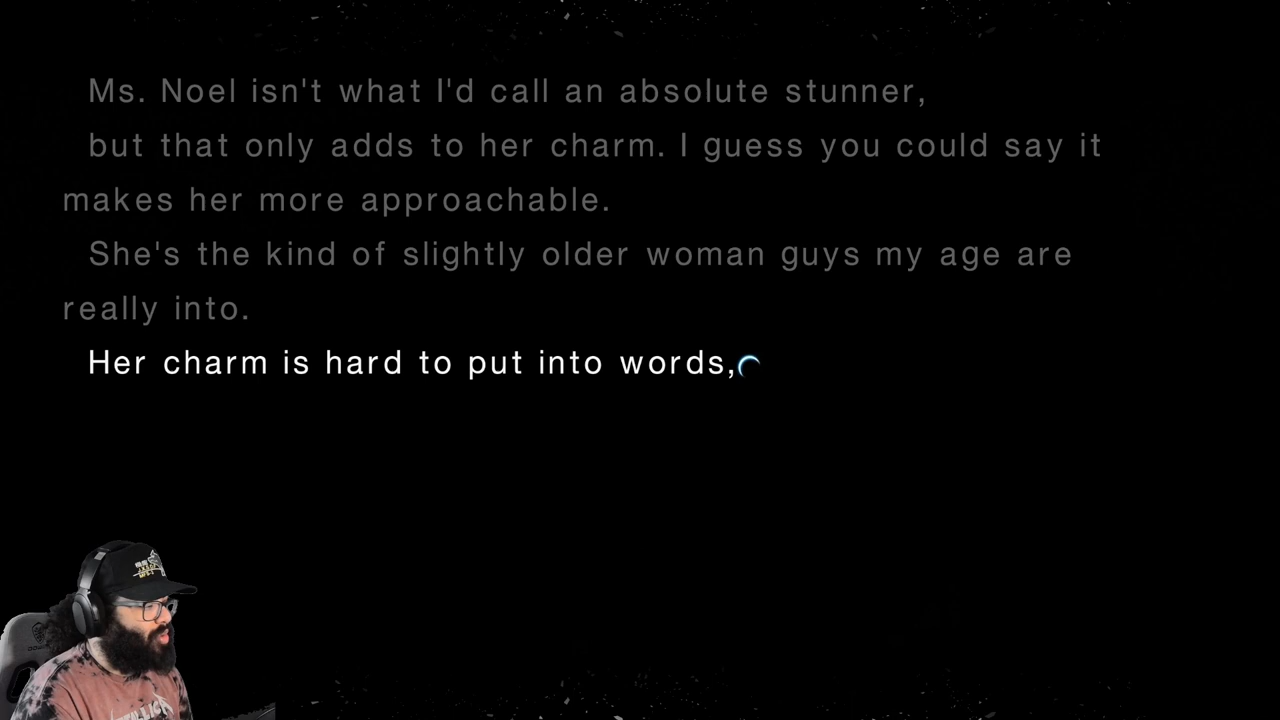 Ms. Noel isn't what I'd call an absolute stunner,
but that only adds to her charm. I guess you could say it
makes her more approachable.
She's the kind of slightly older woman guys my age are
really into.
Her charm is hard to put into words,